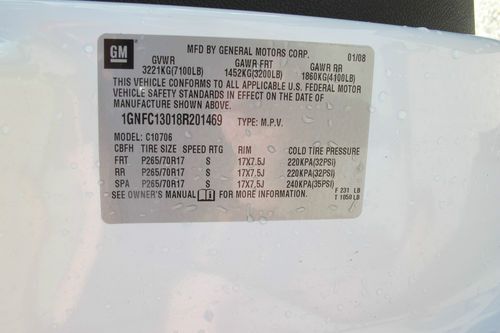 GM
MFD BY GENERAL MOTORS CORP. 01/08
GVWR GAWR FRT GAWR RR
3221KG(7100LB) 1452KG(3200LB) 1860KG(4100LB)
THIS VEHICLE CONFORMS TO ALL APPLICABLE U.S. FEDERAL MOTOR
VEHICLE SAFETY STANDARDS IN EFFECT ON THE DATE OF
MANUFACTURE SHOWN ABOVE.
1GNFC13018R201469 TYPE: M.P.V.
MODEL: C10706
CBFH TIRE SIZE SPEED RTG RIM COLD TIRE PRESSURE
FRT P265/70R17 S 17X7.5J 220KPA(32PSI)
RR P265/70R17 S 17X7.5J 220KPA(32PSI)
SPA P265/70R17 S 17X7.5J 240KPA(35PSI)
SEE OWNER'S MANUAL FOR MORE INFORMATION.
F 231 LB
T 1050 LB